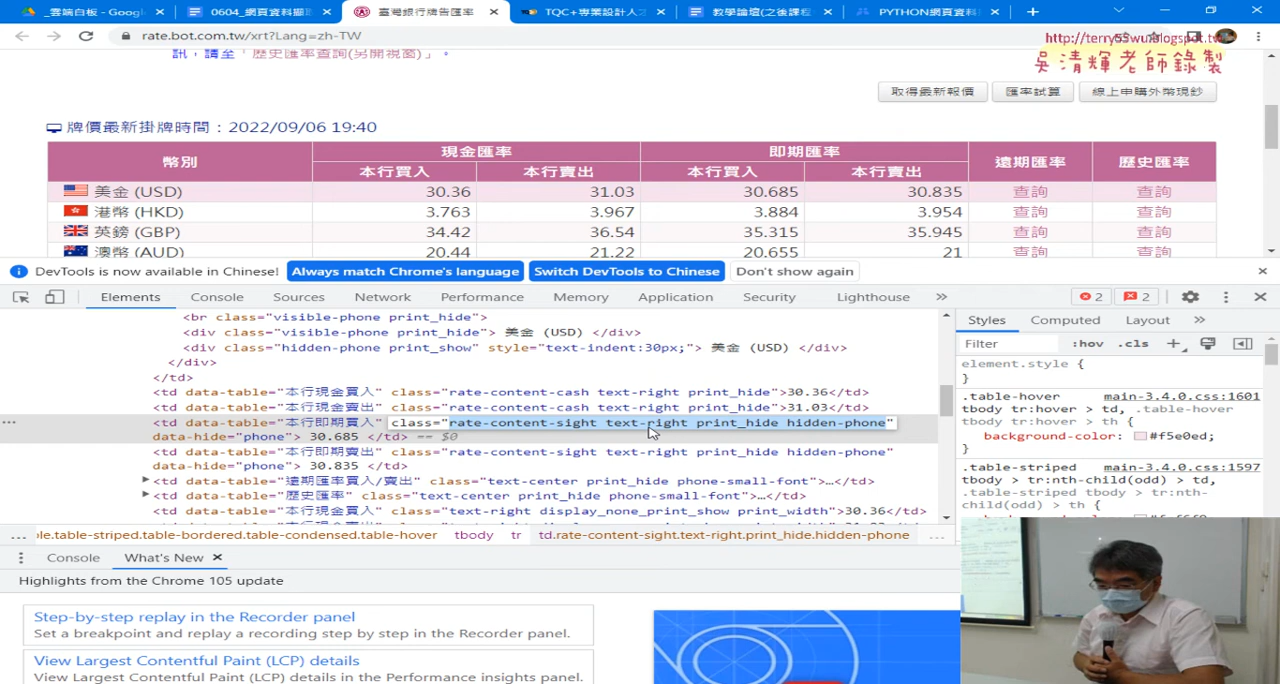 _雲端白板 - Googl
0604_網頁資料擷
臺灣銀行牌告匯率
TQC+專業設計人才
教學論壇(之後課程
PYTHON網頁資料
rate.bot.com.tw/xrt?Lang=zh-TW
http://terry55wu.blogspot.tw
吳清輝老師錄製
訊，請至「歷史匯率查詢(另開視窗)」。
取得最新報價 匯率試算 線上申購外幣現鈔
牌價最新掛牌時間：2022/09/06 19:40
幣別 現金匯率 即期匯率 遠期匯率 歷史匯率
本行買入 本行賣出 本行買入 本行賣出
美金 (USD) 30.36 31.03 30.685 30.835 查詢 查詢
港幣 (HKD) 3.763 3.967 3.884 3.954 查詢 查詢
英鎊 (GBP) 34.42 36.54 35.315 35.945 查詢 查詢
澳幣 (AUD) 20.44 21.22 20.655 21 查詢 查詢
DevTools is now available in Chinese! Always match Chrome's language Switch DevTools to Chinese Don't show again
Elements Console Sources Network Performance Memory Application Security Lighthouse » 2 2
<br class="visible-phone print_hide">
<div class="visible-phone print_hide"> 美金 (USD) </div>
<div class="hidden-phone print_show" style="text-indent:30px;"> 美金 (USD) </div>
</div>
</td>
<td data-table="本行現金買入" class="rate-content-cash text-right print_hide">30.36</td>
<td data-table="本行現金賣出" class="rate-content-cash text-right print_hide">31.03</td>
<td data-table="本行即期買入" class="rate-content-sight text-right print_hide hidden-phone"
data-hide="phone"> 30.685 </td> == $0
<td data-table="本行即期賣出" class="rate-content-sight text-right print_hide hidden-phone"
data-hide="phone"> 30.835 </td>
<td data-table="遠期匯率買入/賣出" class="text-center print_hide phone-small-font">…</td>
<td data-table="歷史匯率" class="text-center print_hide phone-small-font">…</td>
<td data-table="本行現金買入" class="text-right display_none_print_show print_width">30.36</td>
... ole.table-striped.table-bordered.table-condensed.table-hover tbody tr td.rate-content-sight.text-right.print_hide.hidden-phone ...
Styles Computed Layout »
Filter :hov .cls +
element.style {
}
.table-hover main-3.4.0.css:1601
tbody tr:hover > td, .table-hover
tbody tr:hover > th {
background-color: #f5e0ed;
}
.table-striped main-3.4.0.css:1597
tbody > tr:nth-child(odd) > td,
.table-striped tbody > tr:nth-
child(odd) > th {
Console What's New ×
Highlights from the Chrome 105 update
Step-by-step replay in the Recorder panel
Set a breakpoint and replay a recording step by step in the Recorder panel.
View Largest Contentful Paint (LCP) details
View Largest Contentful Paint (LCP) details in the Performance insights panel.